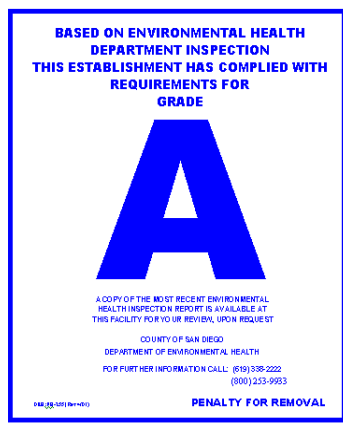 BASED ON ENVIRONMENTAL HEALTH
DEPARTMENT INSPECTION
THIS ESTABLISHMENT HAS COMPLIED WITH
REQUIREMENTS FOR
GRADE
A
A COPY OF THE MOST RECENT ENVIRONMENTAL
HEALTH INSPECTION REPORT IS AVAILABLE AT
THIS FACILITY FOR YOUR REVIEW, UPON REQUEST
COUNTY OF SAN DIEGO
DEPARTMENT OF ENVIRONMENTAL HEALTH
FOR FURTHER INFORMATION CALL: (619) 338-2222
(800) 253-9933
PENALTY FOR REMOVAL